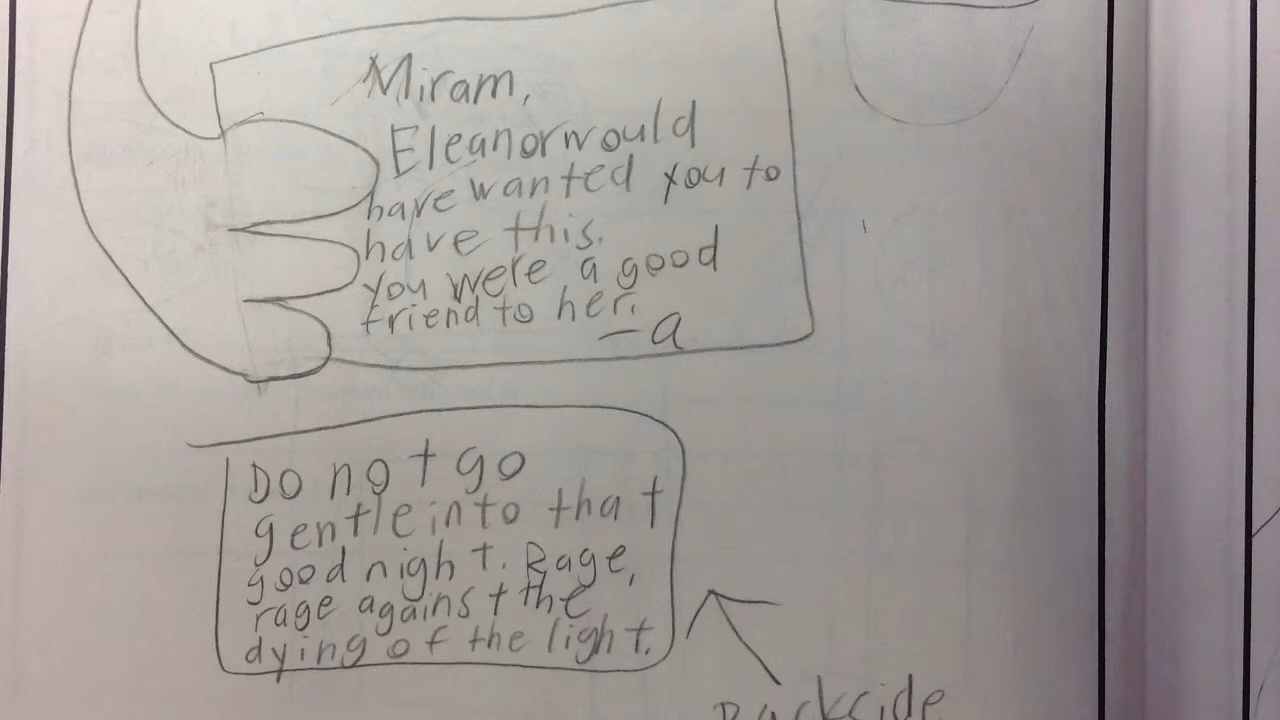 Miram,
Eleanor would
have wanted you to
have this.
You were a good
friend to her.
-a
Do not go
gentle into that
good night. Rage,
rage against the
dying of the light.
Backside